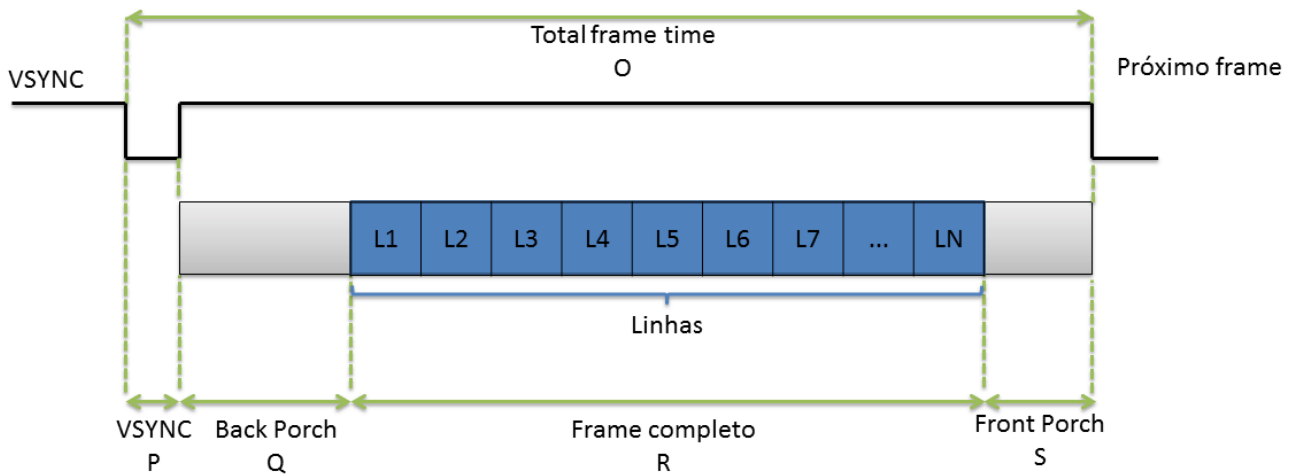 Total frame time
O
VSYNC
Próximo frame
L1 L2 L3 L4 L5 L6 L7 ... LN
Linhas
VSYNC
P
Back Porch
Q
Frame completo
R
Front Porch
S